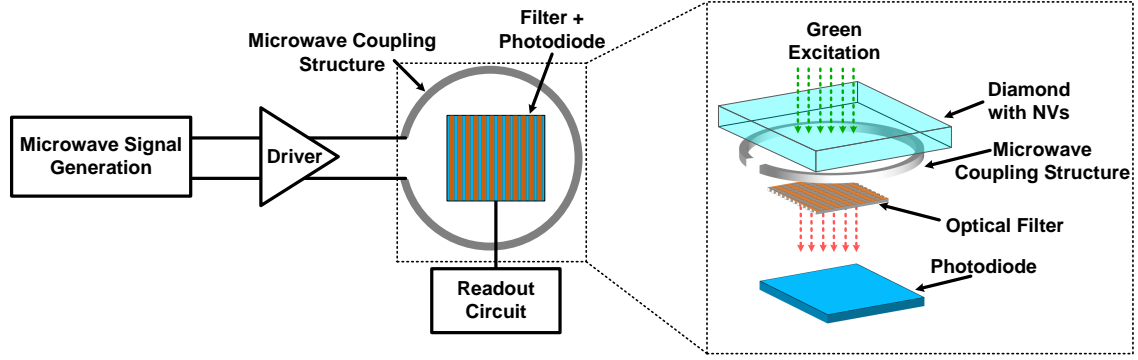 Microwave Signal
Generation
Driver
Microwave Coupling
Structure
Filter +
Photodiode
Readout
Circuit
Green
Excitation
Diamond
with NVs
Microwave
Coupling Structure
Optical Filter
Photodiode